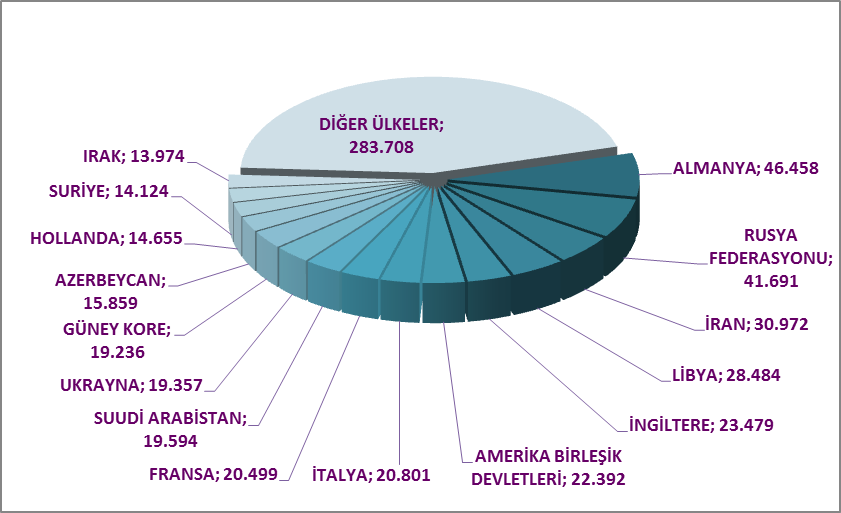 DİĞER ÜLKELER;
283.708
ALMANYA; 46.458
RUSYA
FEDERASYONU;
41.691
İRAN; 30.972
LİBYA; 28.484
İNGİLTERE; 23.479
AMERİKA BİRLEŞİK
DEVLETLERİ; 22.392
İTALYA; 20.801
FRANSA; 20.499
SUUDİ ARABİSTAN;
19.594
UKRAYNA; 19.357
GÜNEY KORE;
19.236
AZERBEYCAN;
15.859
HOLLANDA; 14.655
SURİYE; 14.124
IRAK; 13.974